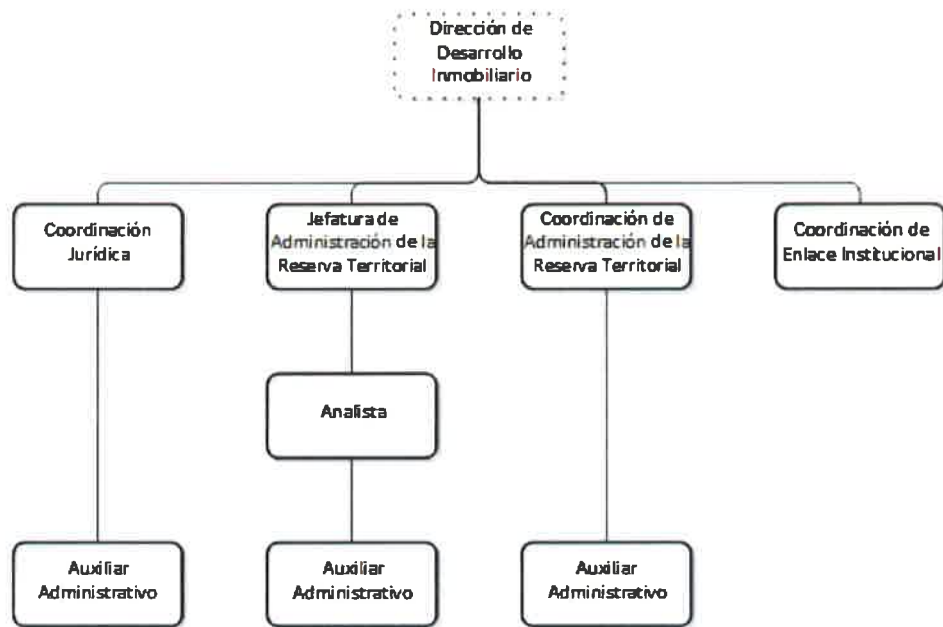 Dirección de
Desarrollo
Inmobiliario
Coordinación
Jurídica
Jefatura de
Administración de la
Reserva Territorial
Coordinación de
Administración de la
Reserva Territorial
Coordinación de
Enlace Institucional
Analista
Auxiliar
Administrativo
Auxiliar
Administrativo
Auxiliar
Administrativo